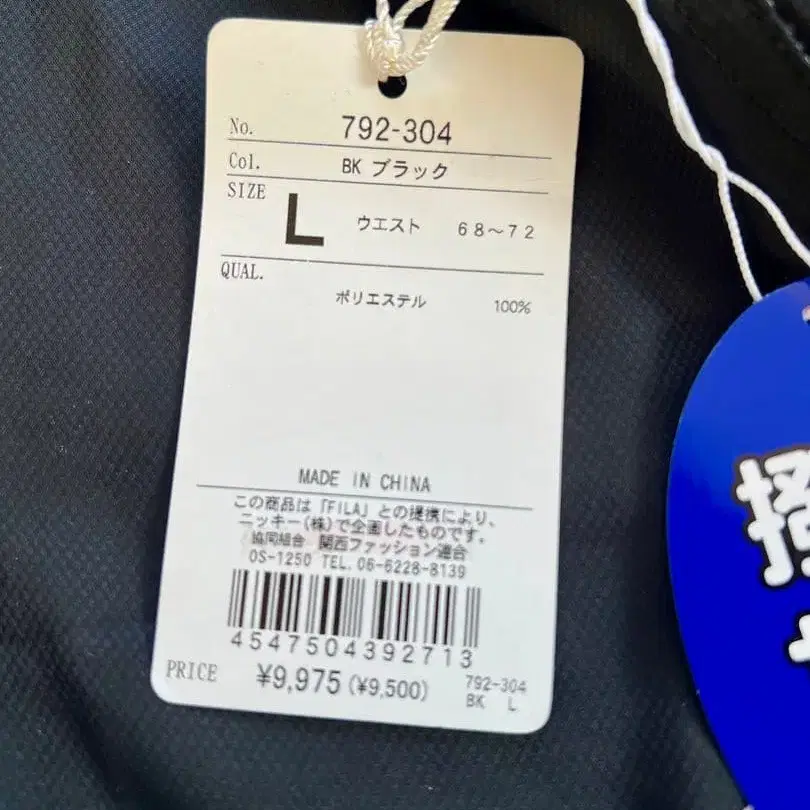 No. 792-304
Col. BK ブラック
SIZE L ウエスト 68～72
QUAL.
ポリエステル 100%
MADE IN CHINA
この商品は「FILA」との提携により、
ニッキー(株)で企画したものです。
協同組合 関西ファッション連合
OS-1250 TEL. 06-6228-8139
4547504392713
PRICE ¥9,975 (¥9,500) 792-304
BK L
撥